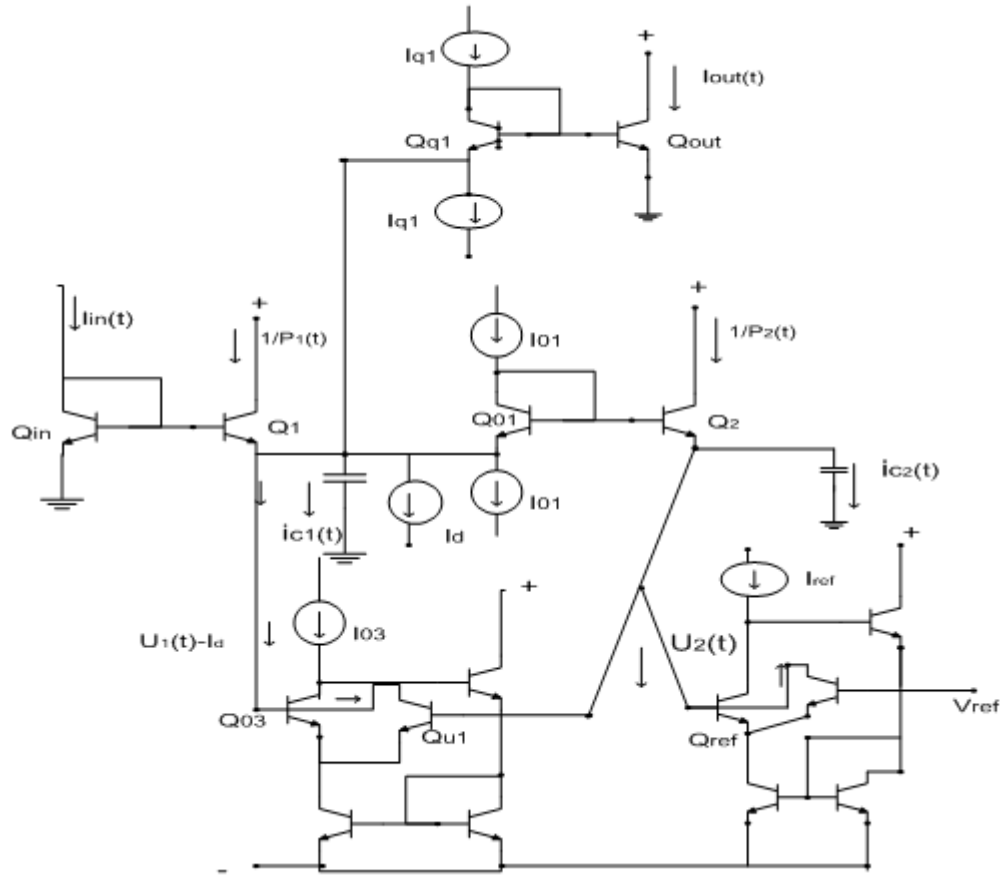 Iq1
+
Iout(t)
Qq1
Qout
Iq1
Iin(t)
+
1/P1(t)
I01
+
1/P2(t)
Qin
Q1
Q01
Q2
ic1(t)
Id
I01
ic2(t)
+
Iref
U1(t)-Id
I03
+
U2(t)
Q03
Qu1
Qref
Vref
-